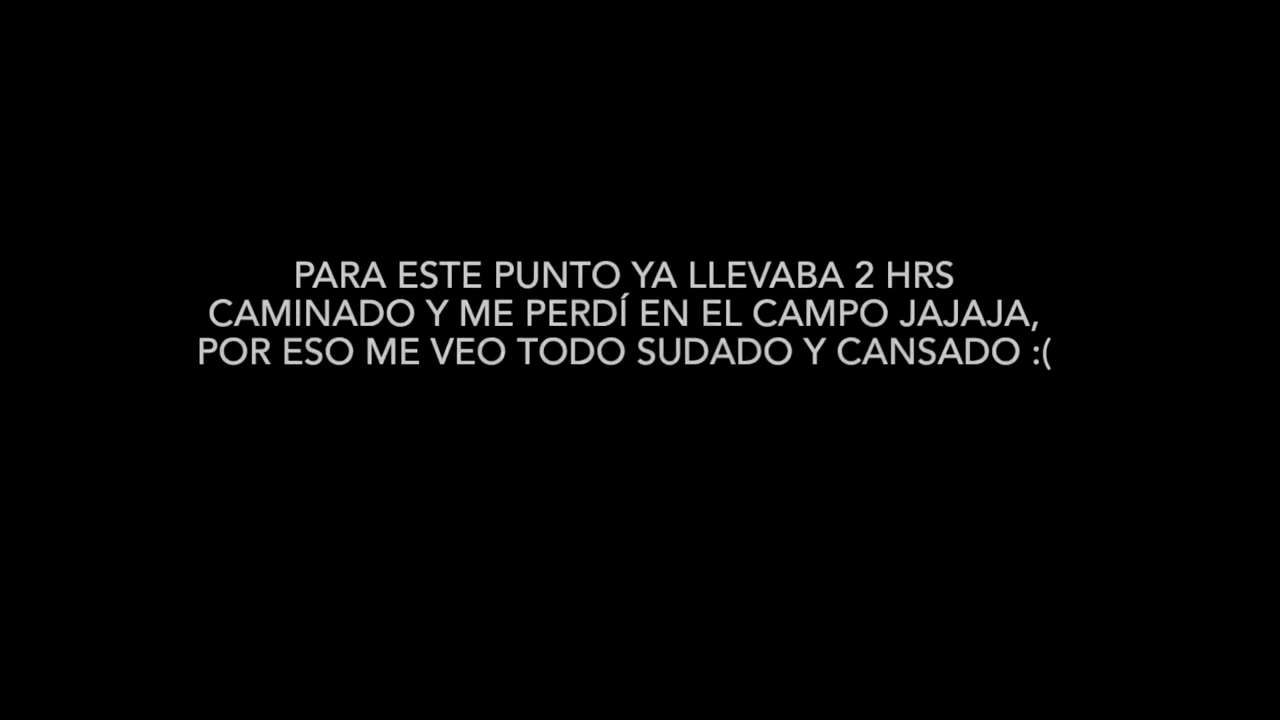 PARA ESTE PUNTO YA LLEVABA 2 HRS
CAMINADO Y ME PERDÍ EN EL CAMPO JAJAJA,
POR ESO ME VEO TODO SUDADO Y CANSADO :(